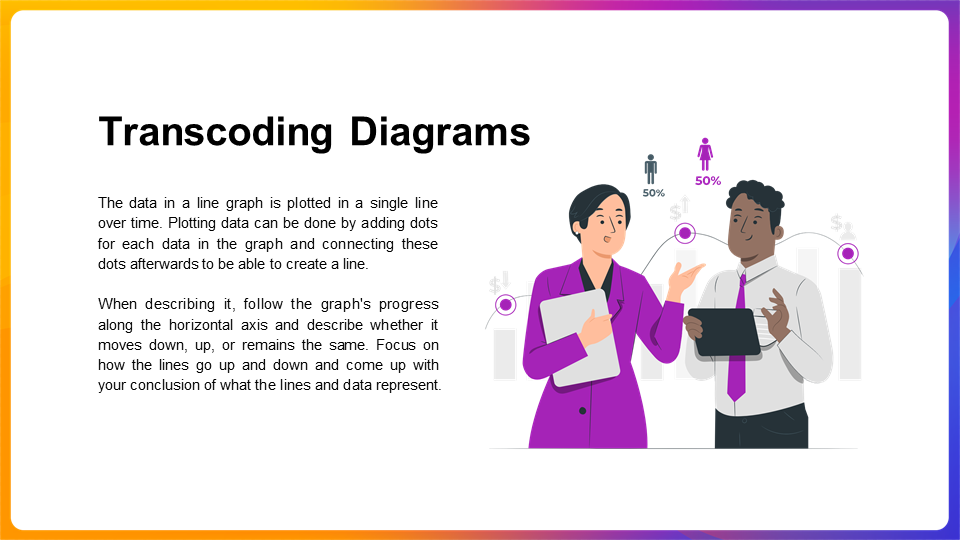 Transcoding Diagrams
The data in a line graph is plotted in a single line
over time. Plotting data can be done by adding dots
for each data in the graph and connecting these
dots afterwards to be able to create a line.
When describing it, follow the graph's progress
along the horizontal axis and describe whether it
moves down, up, or remains the same. Focus on
how the lines go up and down and come up with
your conclusion of what the lines and data represent.
50%
50%
$
$
$